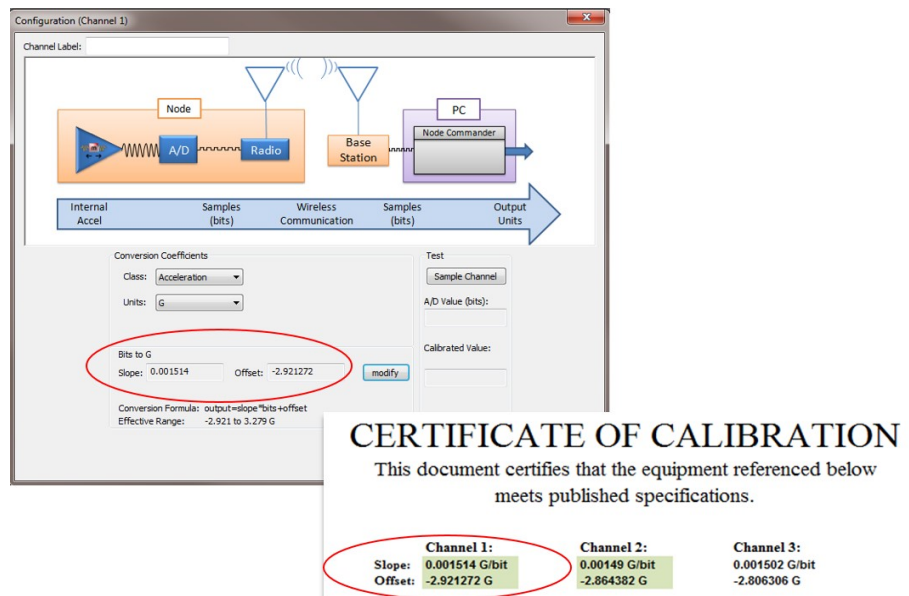 Configuration (Channel 1)
Channel Label:
Node
PC
Node Commander
A/D
Radio
Base
Station
Internal
Accel
Samples
(bits)
Wireless
Communication
Samples
(bits)
Output
Units
Conversion Coefficients
Class: Acceleration
Units: G
Test
Sample Channel
A/D Value (bits):
Calibrated Value:
Bits to G
Slope: 0.001514 Offset: -2.921272 modify
Conversion Formula: output=slope*bits+offset
Effective Range: -2.921 to 3.279 G
CERTIFICATE OF CALIBRATION
This document certifies that the equipment referenced below
meets published specifications.
Channel 1: Channel 2: Channel 3:
Slope: 0.001514 G/bit 0.00149 G/bit 0.001502 G/bit
Offset: -2.921272 G -2.864382 G -2.806306 G